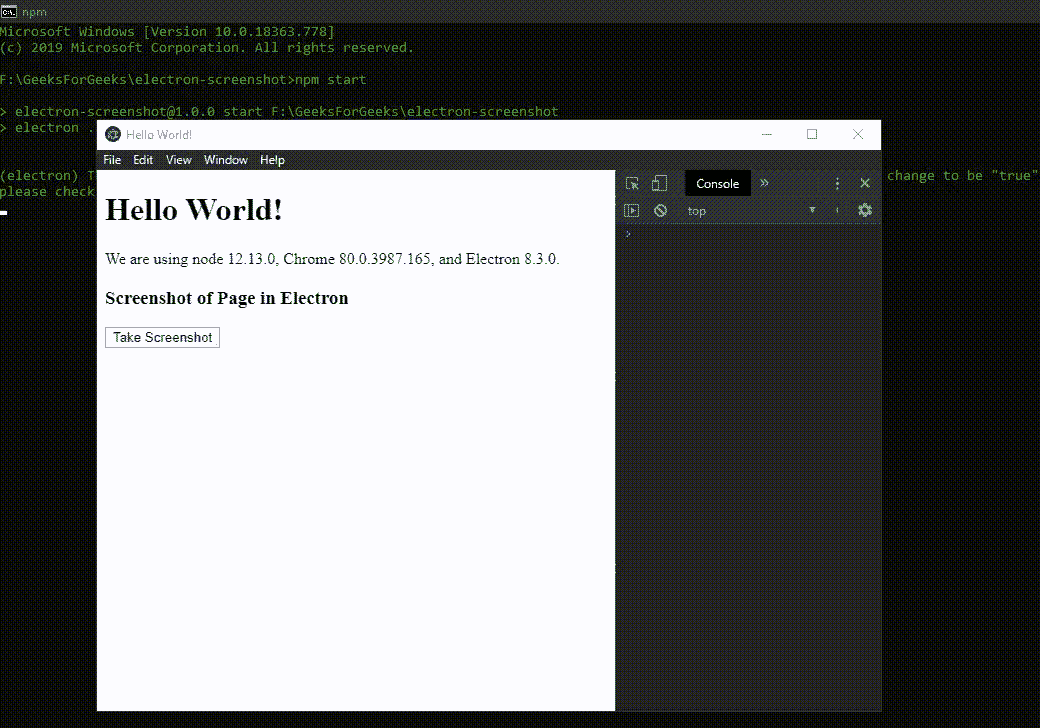 npm
Microsoft Windows [Version 10.0.18363.778]
(c) 2019 Microsoft Corporation. All rights reserved.
F:\GeeksForGeeks\electron-screenshot>npm start
> electron-screenshot@1.0.0 start F:\GeeksForGeeks\electron-screenshot
> electron .
(electron) T
change to be "true"
please check
Hello World!
File Edit View Window Help
Hello World!
We are using node 12.13.0, Chrome 80.0.3987.165, and Electron 8.3.0.
Screenshot of Page in Electron
Take Screenshot
Console »
top
>